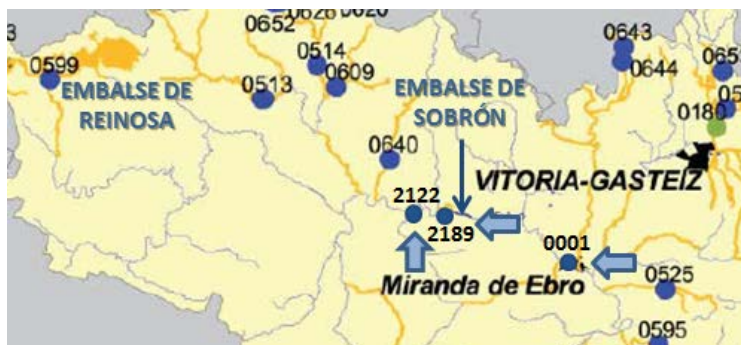 0643
0652
0514
0644
0599
0609
0513
EMBALSE DE
REINOSA
EMBALSE DE
SOBRÓN
0180
0640
VITORIA-GASTEIZ
2122
2189
0001
Miranda de Ebro
0525
0595